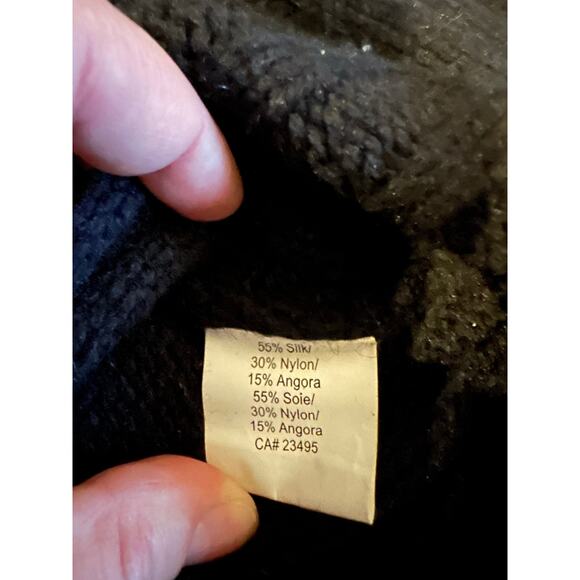 55% Silk/
30% Nylon/
15% Angora
55% Soie/
30% Nylon/
15% Angora
CA# 23495